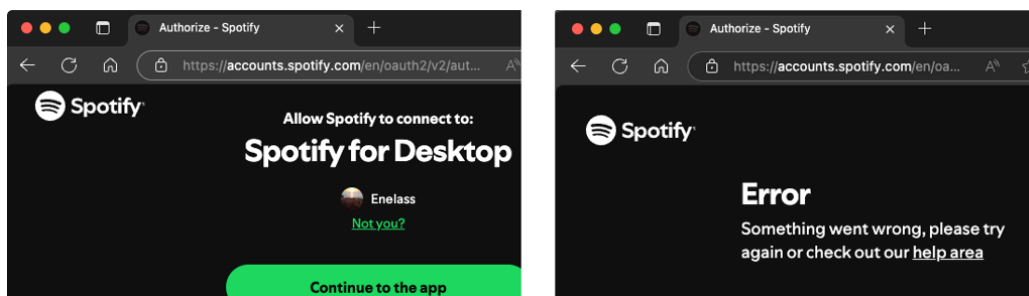 Authorize - Spotify
https://accounts.spotify.com/en/oauth2/v2/aut...
Spotify
Allow Spotify to connect to:
Spotify for Desktop
Enelass
Not you?
Continue to the app
Authorize - Spotify
https://accounts.spotify.com/en/oa...
Spotify
Error
Something went wrong, please try
again or check out our help area